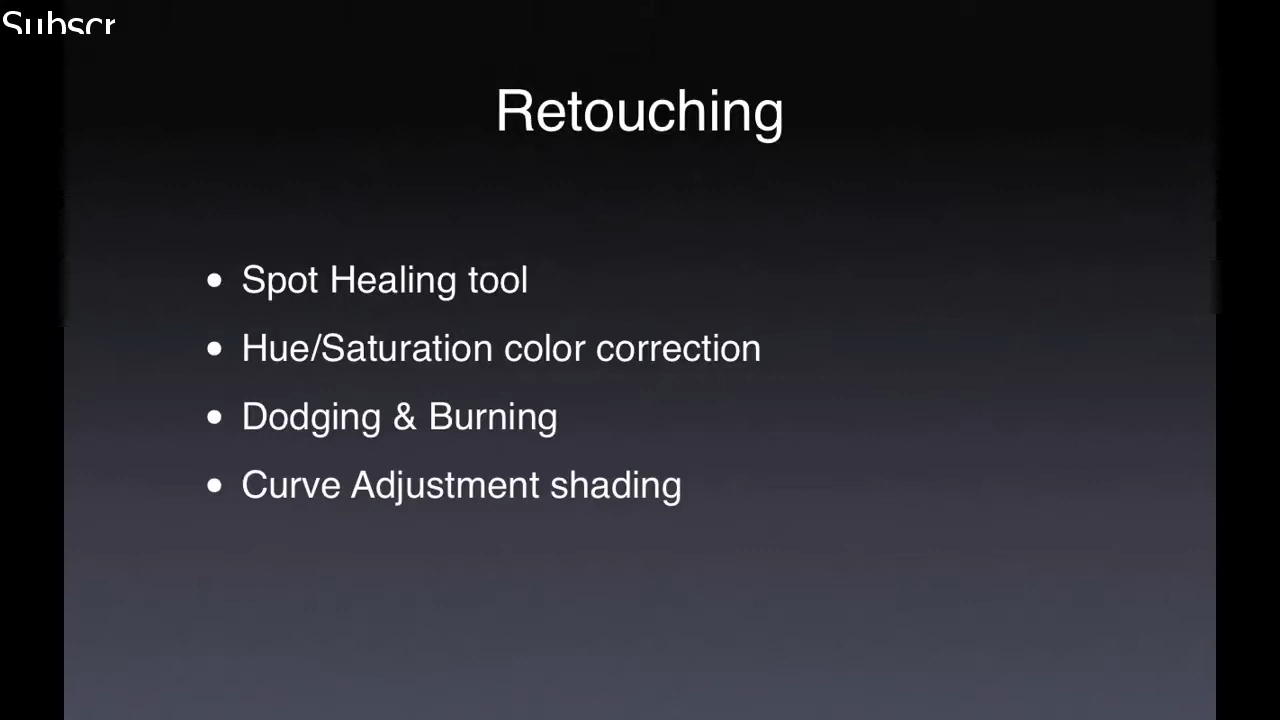 Subscr
Retouching
• Spot Healing tool
• Hue/Saturation color correction
• Dodging & Burning
• Curve Adjustment shading